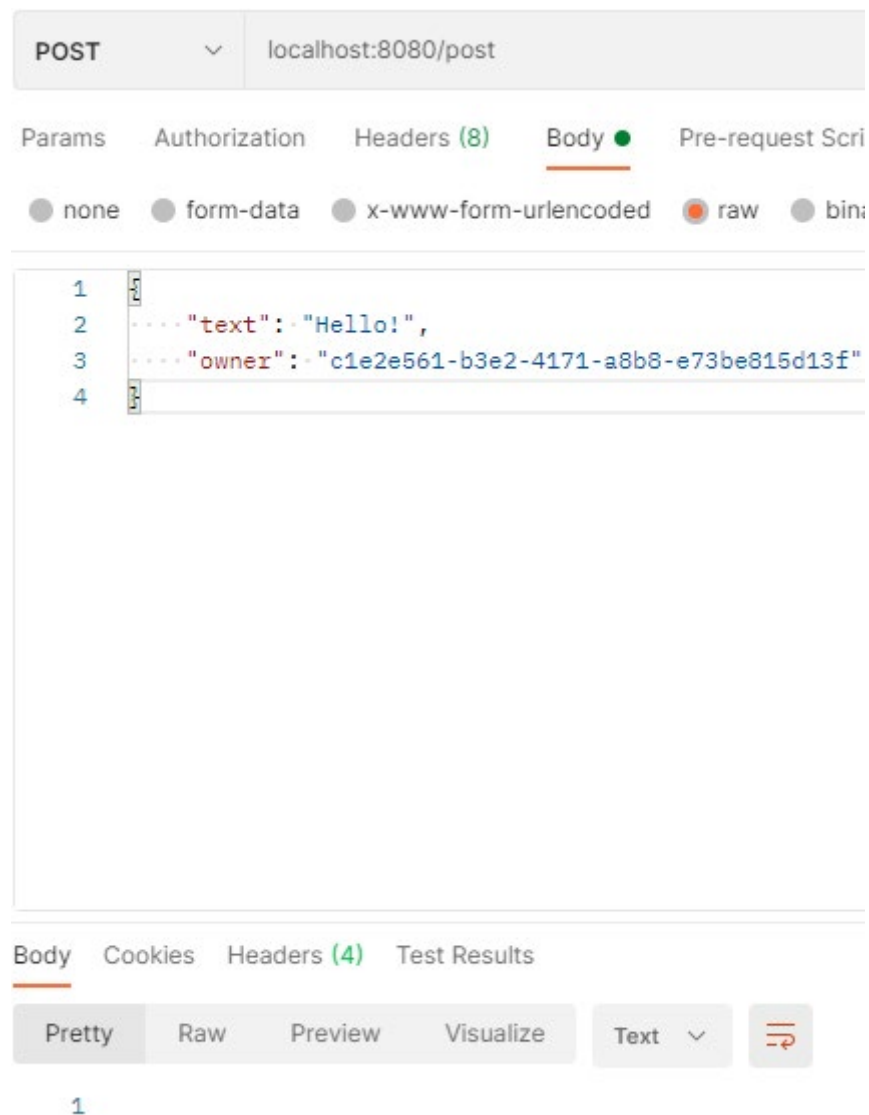 POST localhost:8080/post
Params Authorization Headers (8) Body Pre-request Scri
none form-data x-www-form-urlencoded raw bina
1 {
2 "text": "Hello!",
3 "owner": "c1e2e561-b3e2-4171-a8b8-e73be815d13f"
4 }
Body Cookies Headers (4) Test Results
Pretty Raw Preview Visualize Text
1